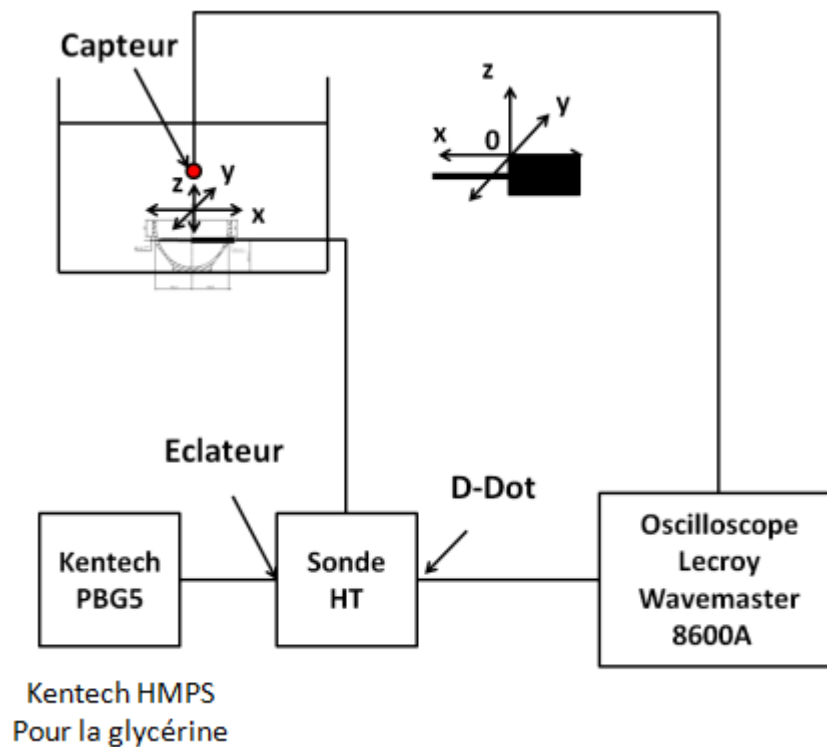 Capteur
z
y
x
z
y
x
0
Eclateur
D-Dot
Kentech
PBG5
Sonde
HT
Oscilloscope
Lecroy
Wavemaster
8600A
Kentech HMPS
Pour la glycérine